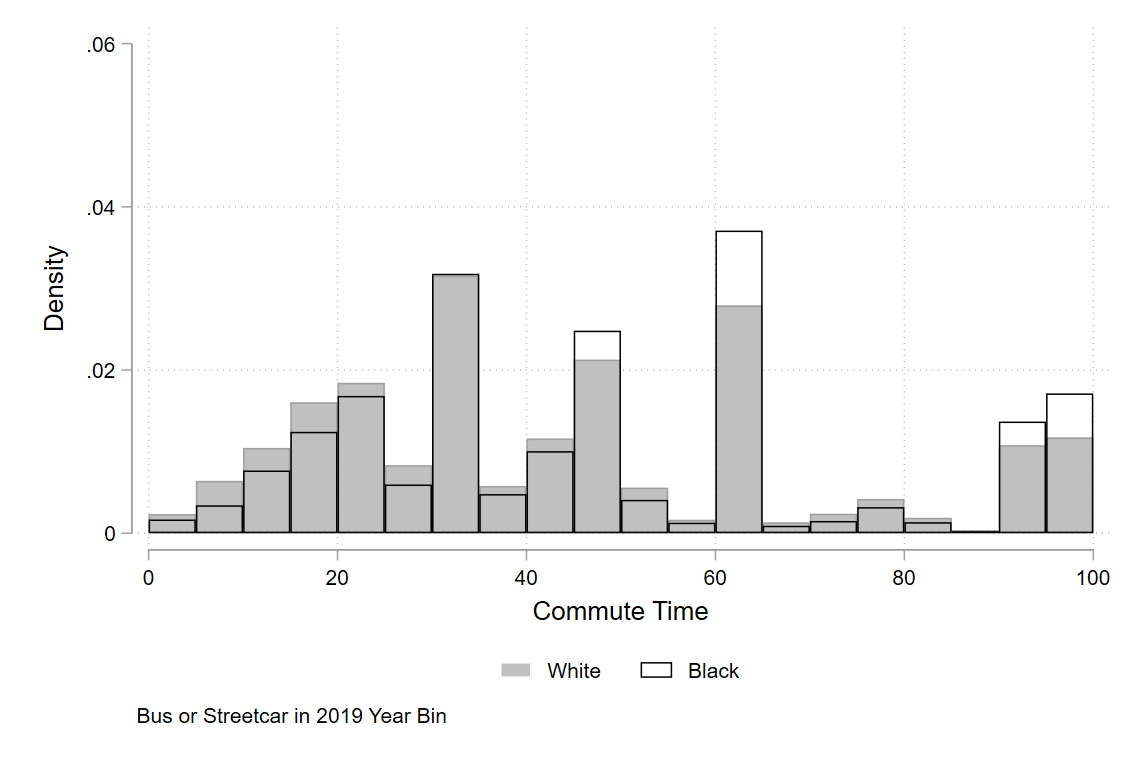 .06
.04
.02
0
Density
0 20 40 60 80 100
Commute Time
White Black
Bus or Streetcar in 2019 Year Bin